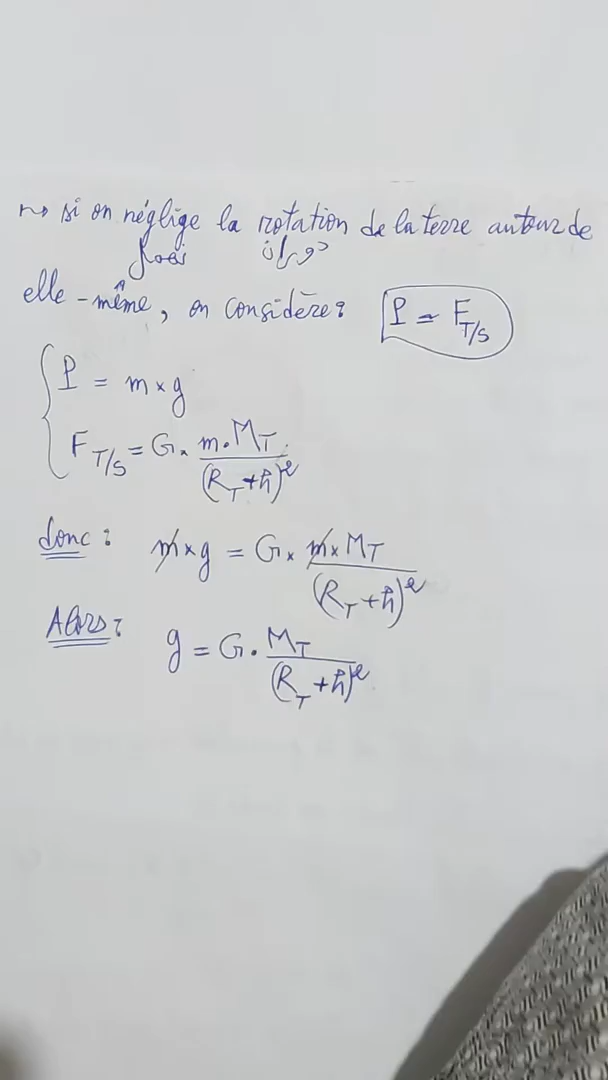 → si on néglige la rotation de la terre autour de
دوران
elle-même, on considère : P = F_T/S
P = m × g
F_T/S = G × m . M_T / (R_T + h)²
donc : m × g = G × m × M_T / (R_T + h)²
Alors : g = G . M_T / (R_T + h)²